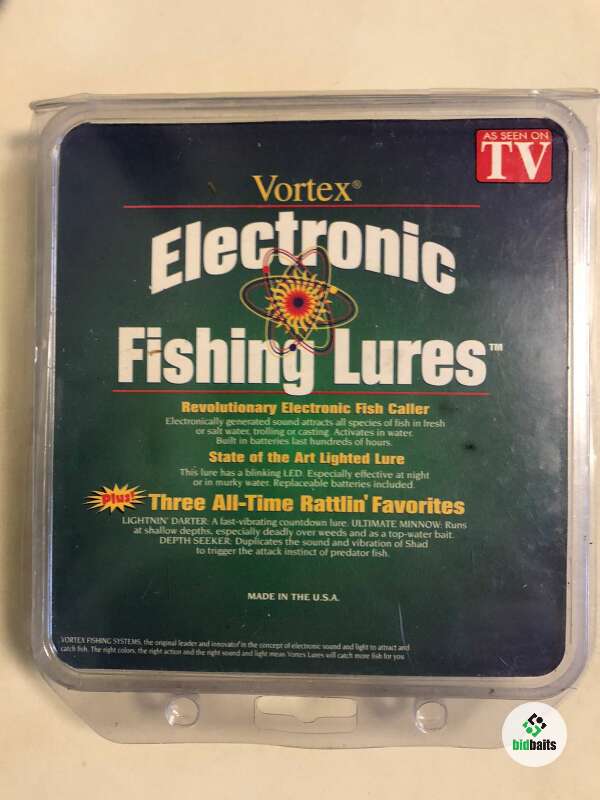 AS SEEN ON
TV
Vortex®
Electronic
Fishing Lures™
Revolutionary Electronic Fish Caller
Electronically generated sound attracts all species of fish in fresh
or salt water, trolling or casting. Activates in water.
Built in batteries last hundreds of hours.
State of the Art Lighted Lure
This lure has a blinking LED. Especially effective at night
or in murky water. Replaceable batteries included.
Plus! Three All-Time Rattlin' Favorites
LIGHTNIN' DARTER: A fast-vibrating countdown lure. ULTIMATE MINNOW: Runs
at shallow depths, especially deadly over weeds and as a top-water bait.
DEPTH SEEKER: Duplicates the sound and vibration of Shad
to trigger the attack instinct of predator fish.
MADE IN THE U.S.A.
VORTEX FISHING SYSTEMS, the original leader and innovator in the concept of electronic sound and light to attract and
catch fish. The right colors, the right action and the right sound and light mean Vortex Lures will catch more fish for you
bidbaits